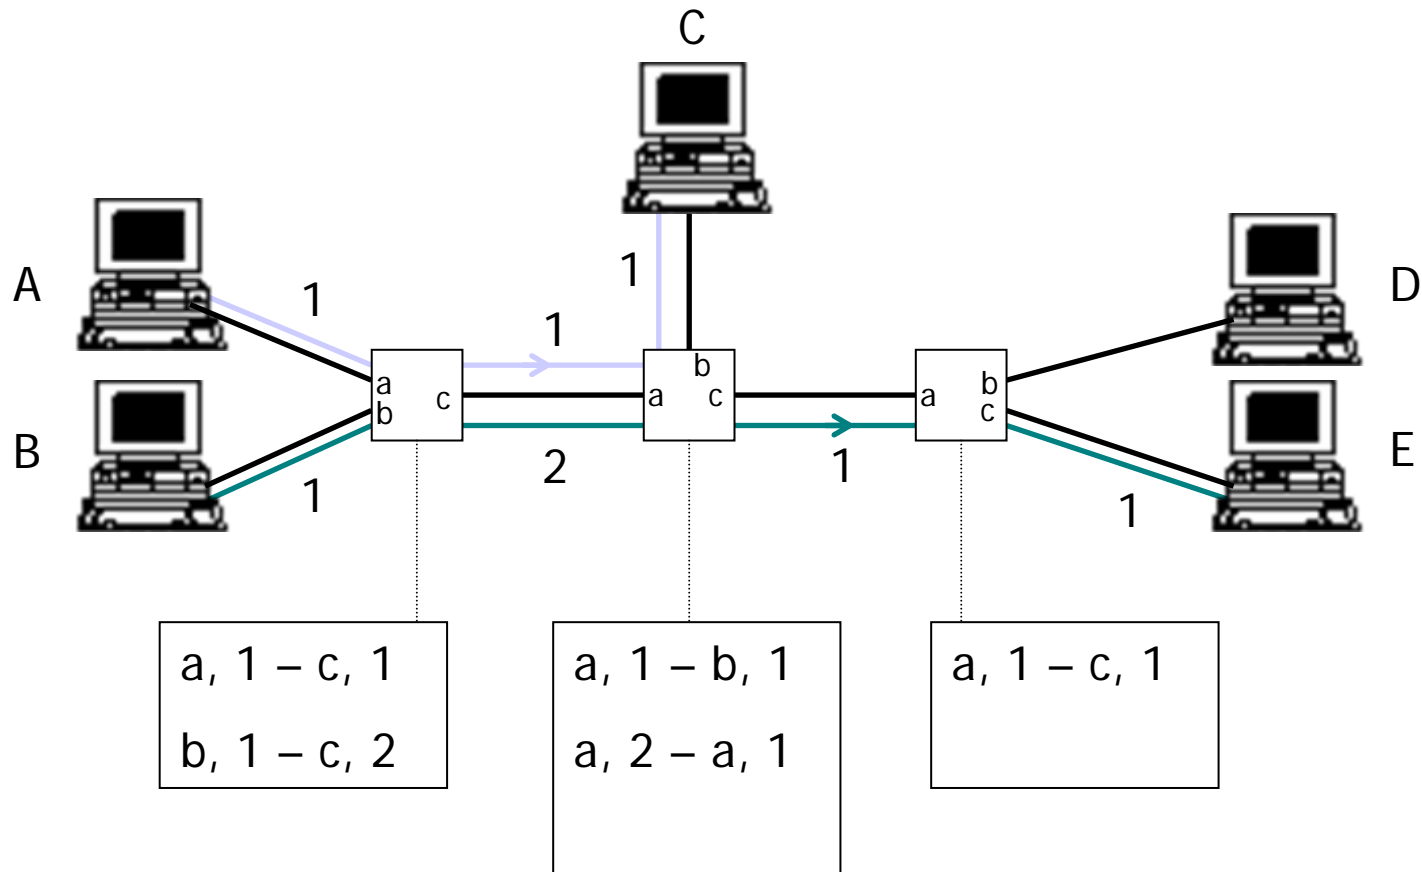 C
A
1
1
1
D
a
b
c
a
b
c
a
b
c
B
1
2
1
1
E
a, 1 – c, 1
b, 1 – c, 2
a, 1 – b, 1
a, 2 – a, 1
a, 1 – c, 1